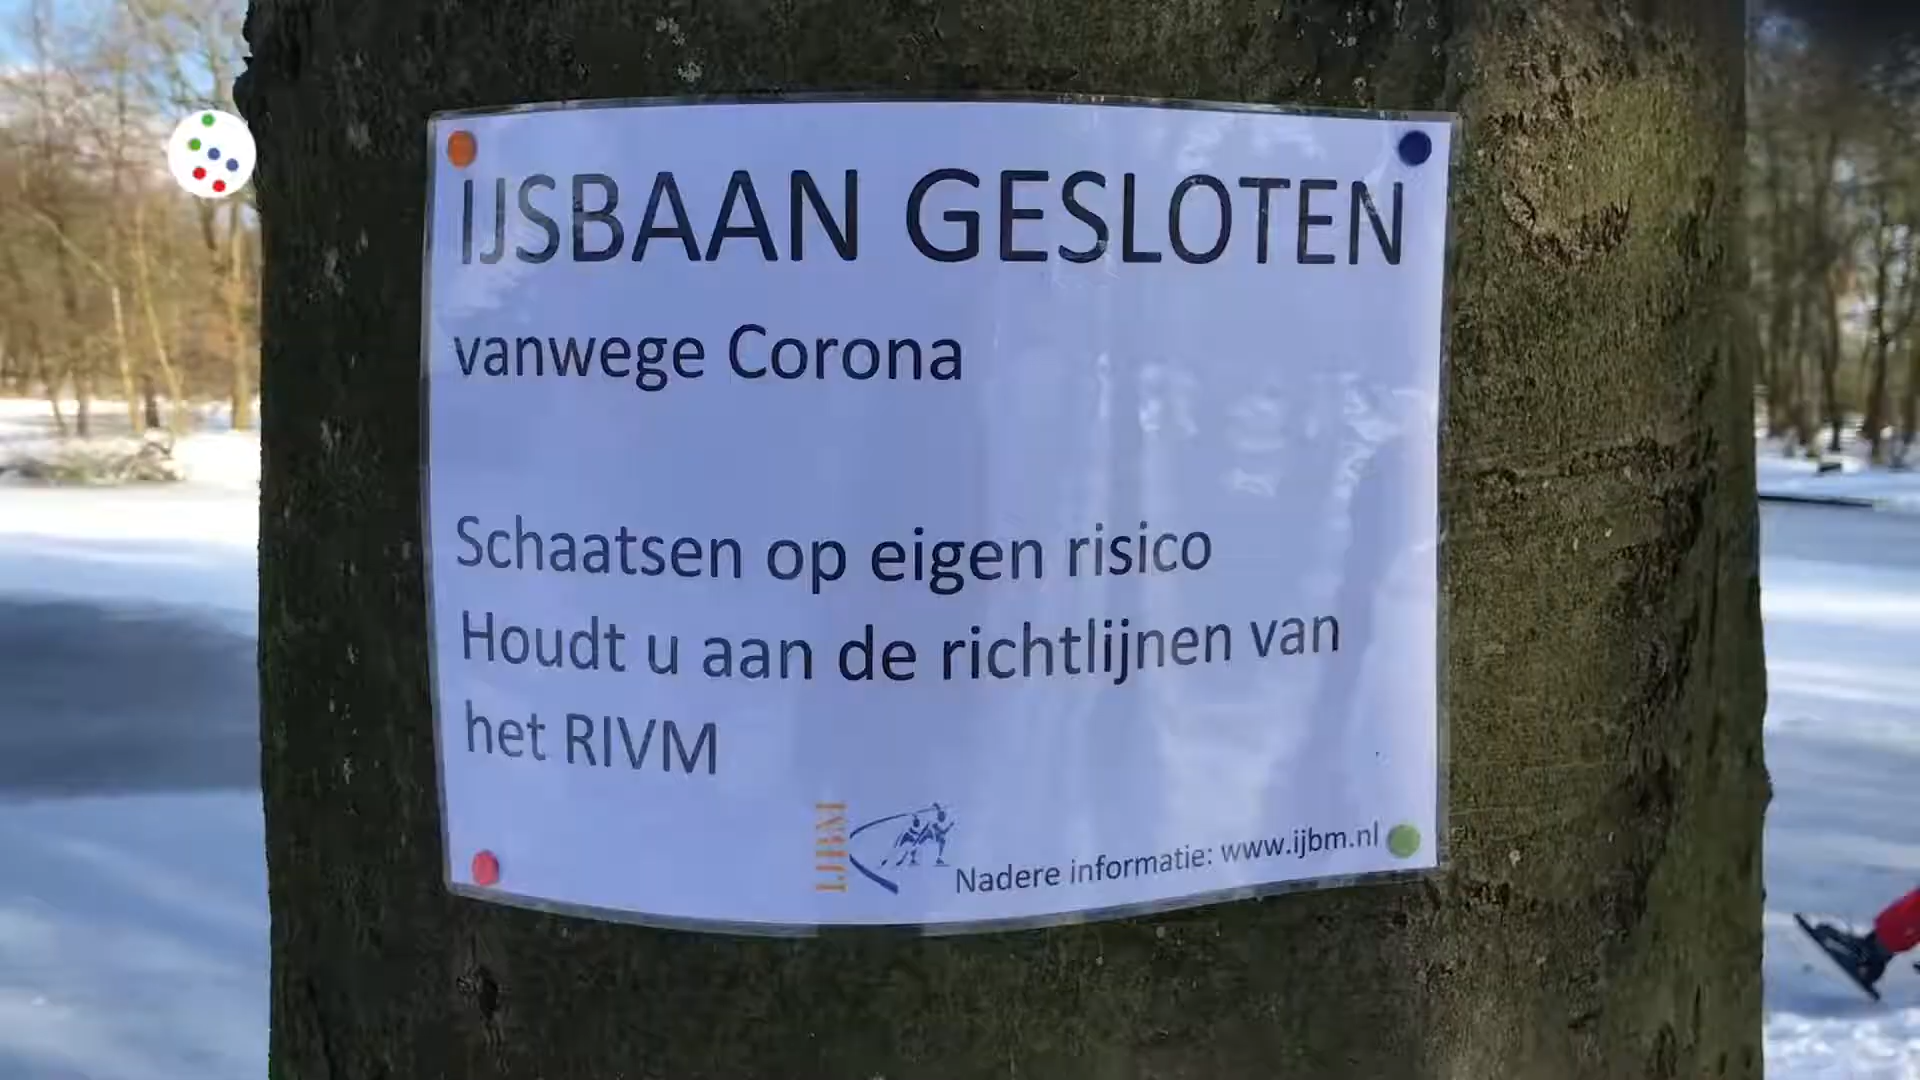 IJSBAAN GESLOTEN
vanwege Corona
Schaatsen op eigen risico
Houdt u aan de richtlijnen van
het RIVM
IJBM
Nadere informatie: www.ijbm.nl